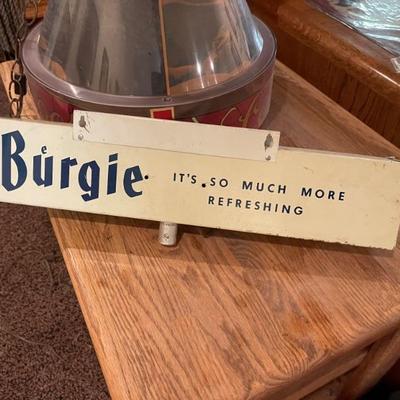 Bürgie
IT'S SO MUCH MORE
REFRESHING